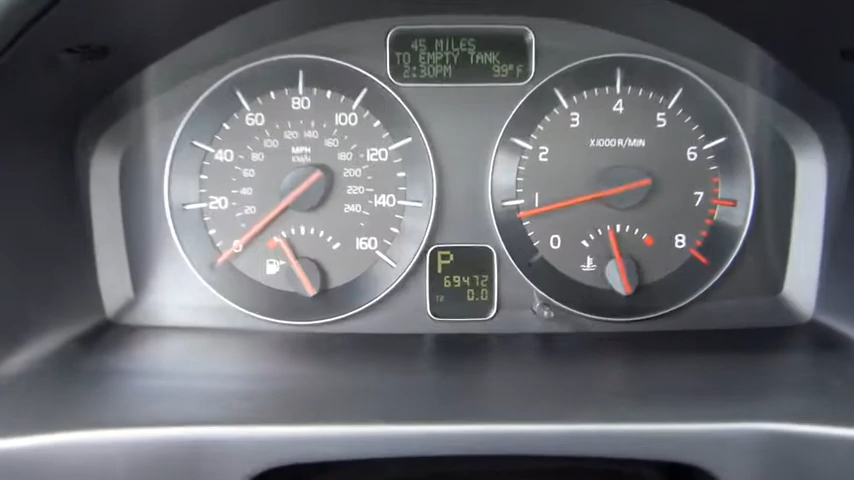 45 MILES
TO EMPTY TANK
2:30PM 99°F
0 20 40 60 80 100 120 140 160
20 40 60 80 100 120 140 160 180 200 220 240
MPH
km/h
0 1 2 3 4 5 6 7 8
X1000R/MIN
P
69472
T2 0.0